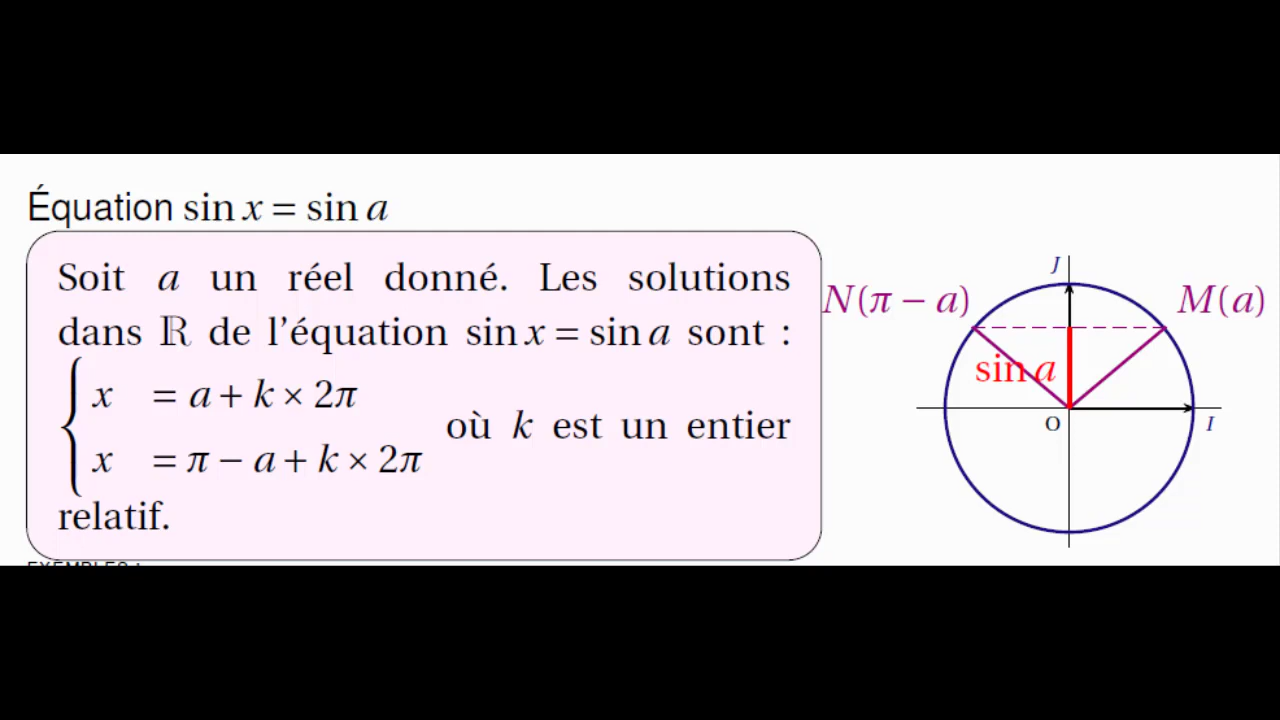 Équation sin x = sin a
Soit a un réel donné. Les solutions
dans ℝ de l'équation sin x = sin a sont :
x = a + k × 2π
où k est un entier
x = π − a + k × 2π
relatif.
EXEMPLES :
J
N(π − a)
M(a)
sin a
O
I